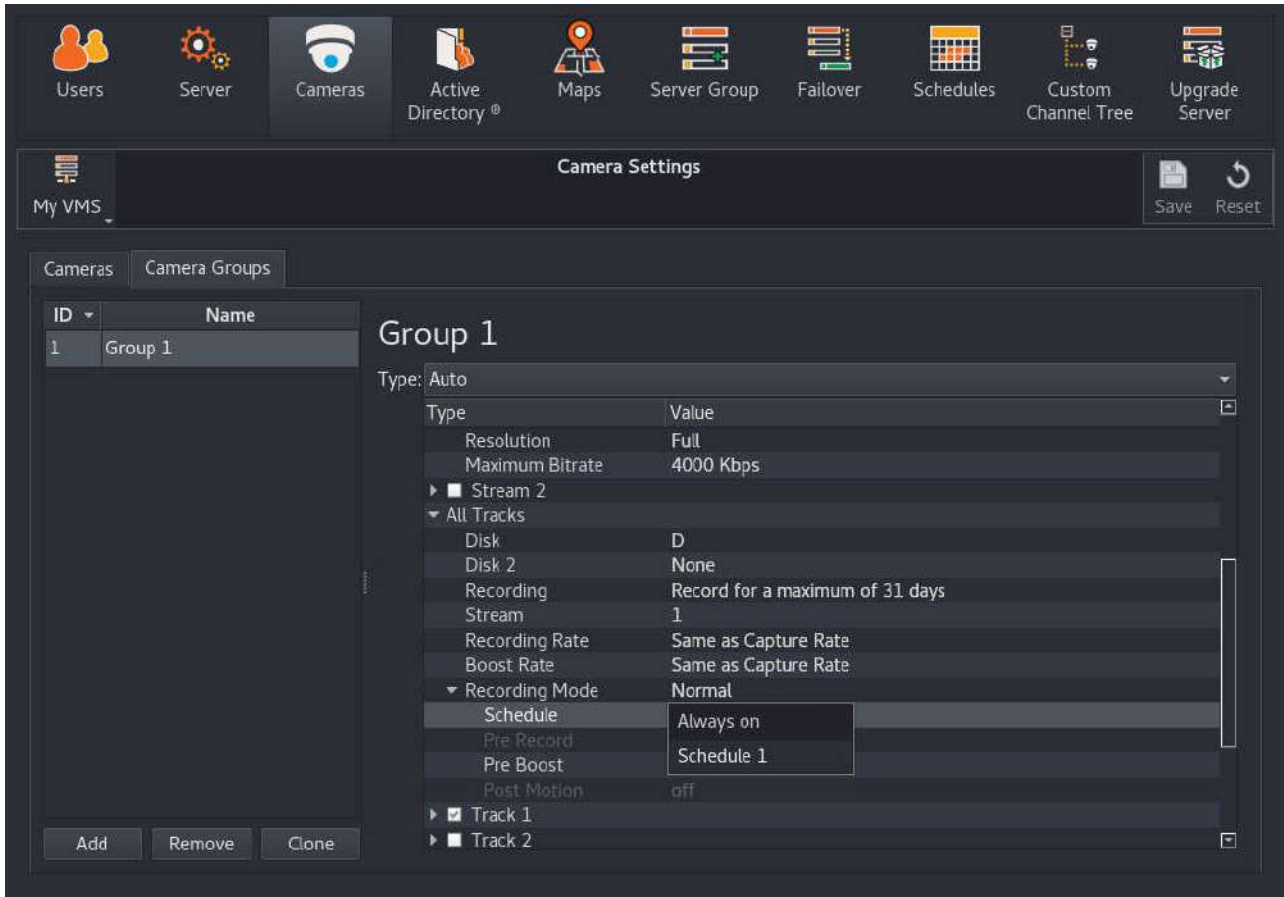 Users
Server
Cameras
Active
Directory ®
Maps
Server Group
Failover
Schedules
Custom
Channel Tree
Upgrade
Server
My VMS
Camera Settings
Save
Reset
Cameras
Camera Groups
ID
Name
1
Group 1
Add
Remove
Clone
Group 1
Type: Auto
Type Value
Resolution Full
Maximum Bitrate 4000 Kbps
Stream 2
All Tracks
Disk D
Disk 2 None
Recording Record for a maximum of 31 days
Stream 1
Recording Rate Same as Capture Rate
Boost Rate Same as Capture Rate
Recording Mode Normal
Schedule Always on
Pre Record
Schedule 1
Pre Boost
Post Motion off
Track 1
Track 2